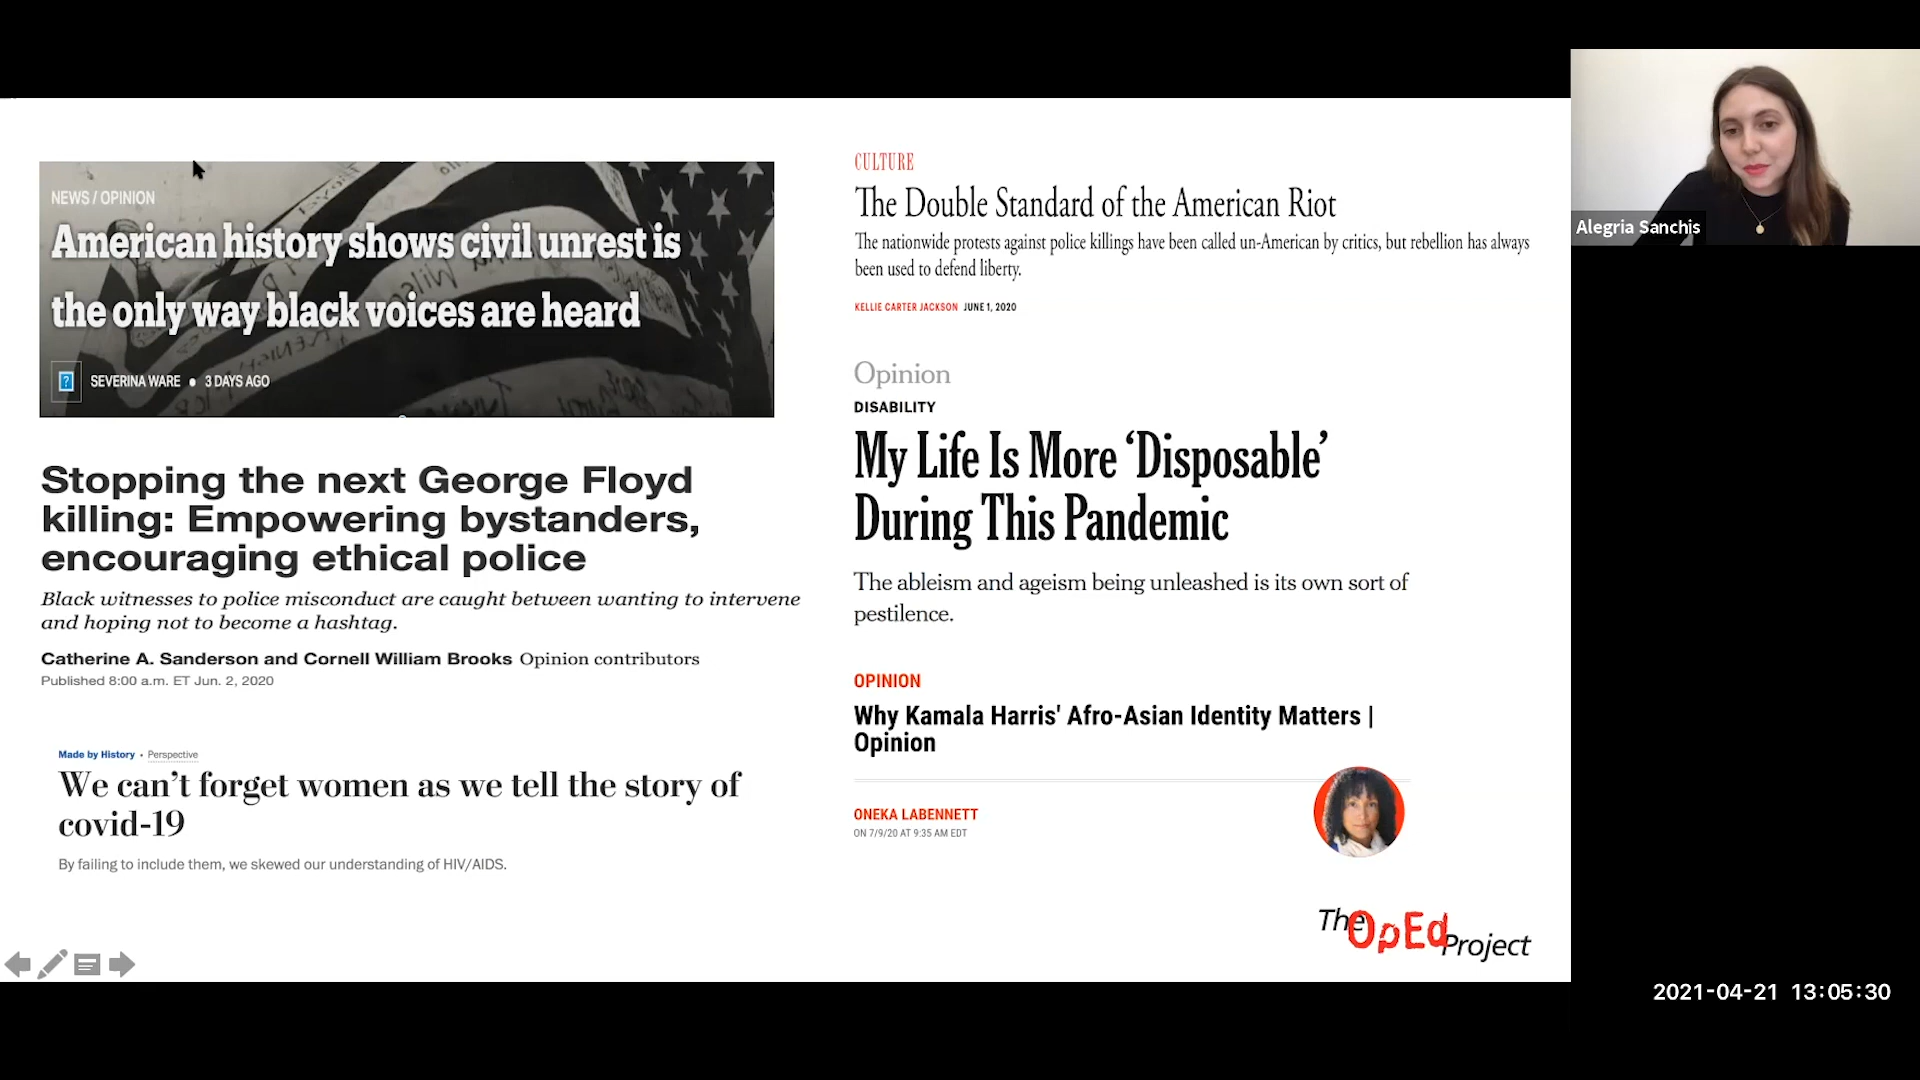 NEWS / OPINION
American history shows civil unrest is
the only way black voices are heard
SEVERINA WARE ● 3 DAYS AGO
Stopping the next George Floyd
killing: Empowering bystanders,
encouraging ethical police
Black witnesses to police misconduct are caught between wanting to intervene
and hoping not to become a hashtag.
Catherine A. Sanderson and Cornell William Brooks Opinion contributors
Published 8:00 a.m. ET Jun. 2, 2020
Made by History • Perspective
We can't forget women as we tell the story of
covid-19
By failing to include them, we skewed our understanding of HIV/AIDS.
CULTURE
The Double Standard of the American Riot
The nationwide protests against police killings have been called un-American by critics, but rebellion has always
been used to defend liberty.
KELLIE CARTER JACKSON JUNE 1, 2020
Opinion
DISABILITY
My Life Is More ‘Disposable’
During This Pandemic
The ableism and ageism being unleashed is its own sort of
pestilence.
OPINION
Why Kamala Harris' Afro-Asian Identity Matters |
Opinion
ONEKA LABENNETT
ON 7/9/20 AT 9:35 AM EDT
The OpEd Project
Alegria Sanchis
2021-04-21 13:05:30